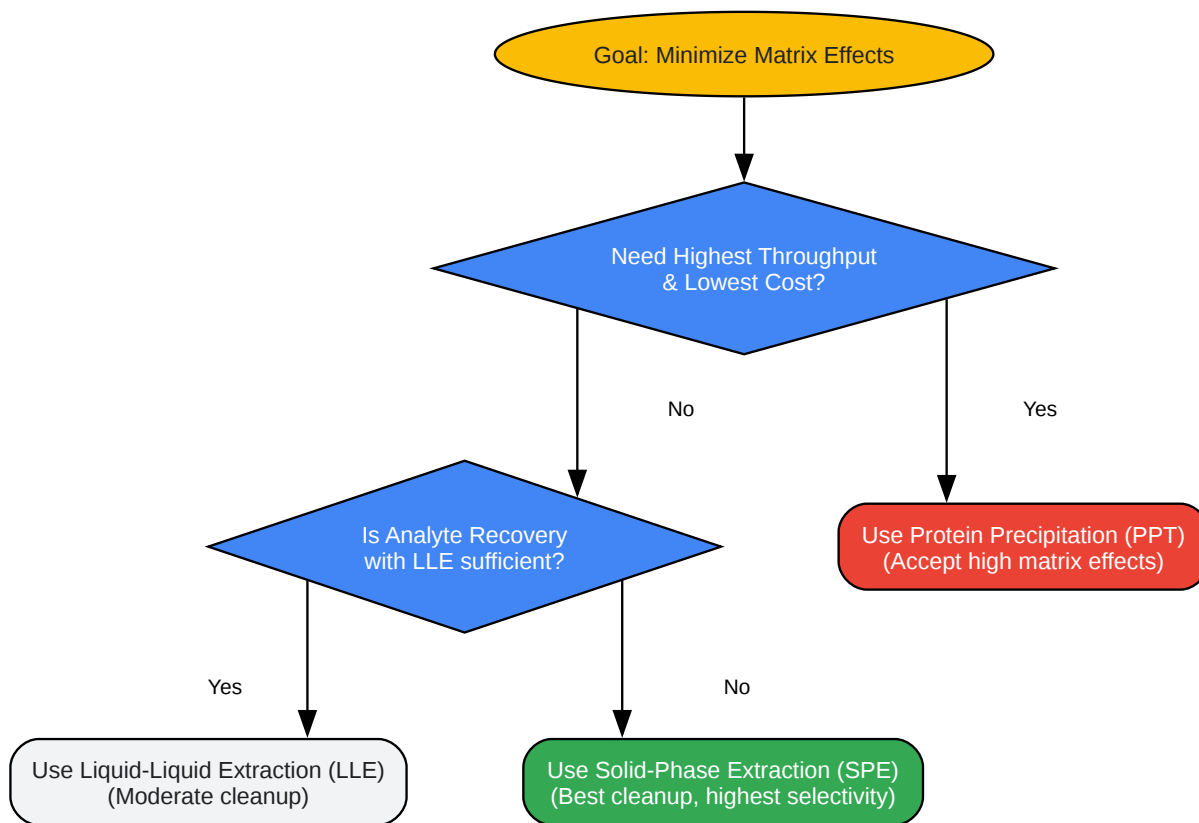 Goal: Minimize Matrix Effects
Need Highest Throughput
& Lowest Cost?
No
Yes
Is Analyte Recovery
with LLE sufficient?
Use Protein Precipitation (PPT)
(Accept high matrix effects)
Yes
No
Use Liquid-Liquid Extraction (LLE)
(Moderate cleanup)
Use Solid-Phase Extraction (SPE)
(Best cleanup, highest selectivity)